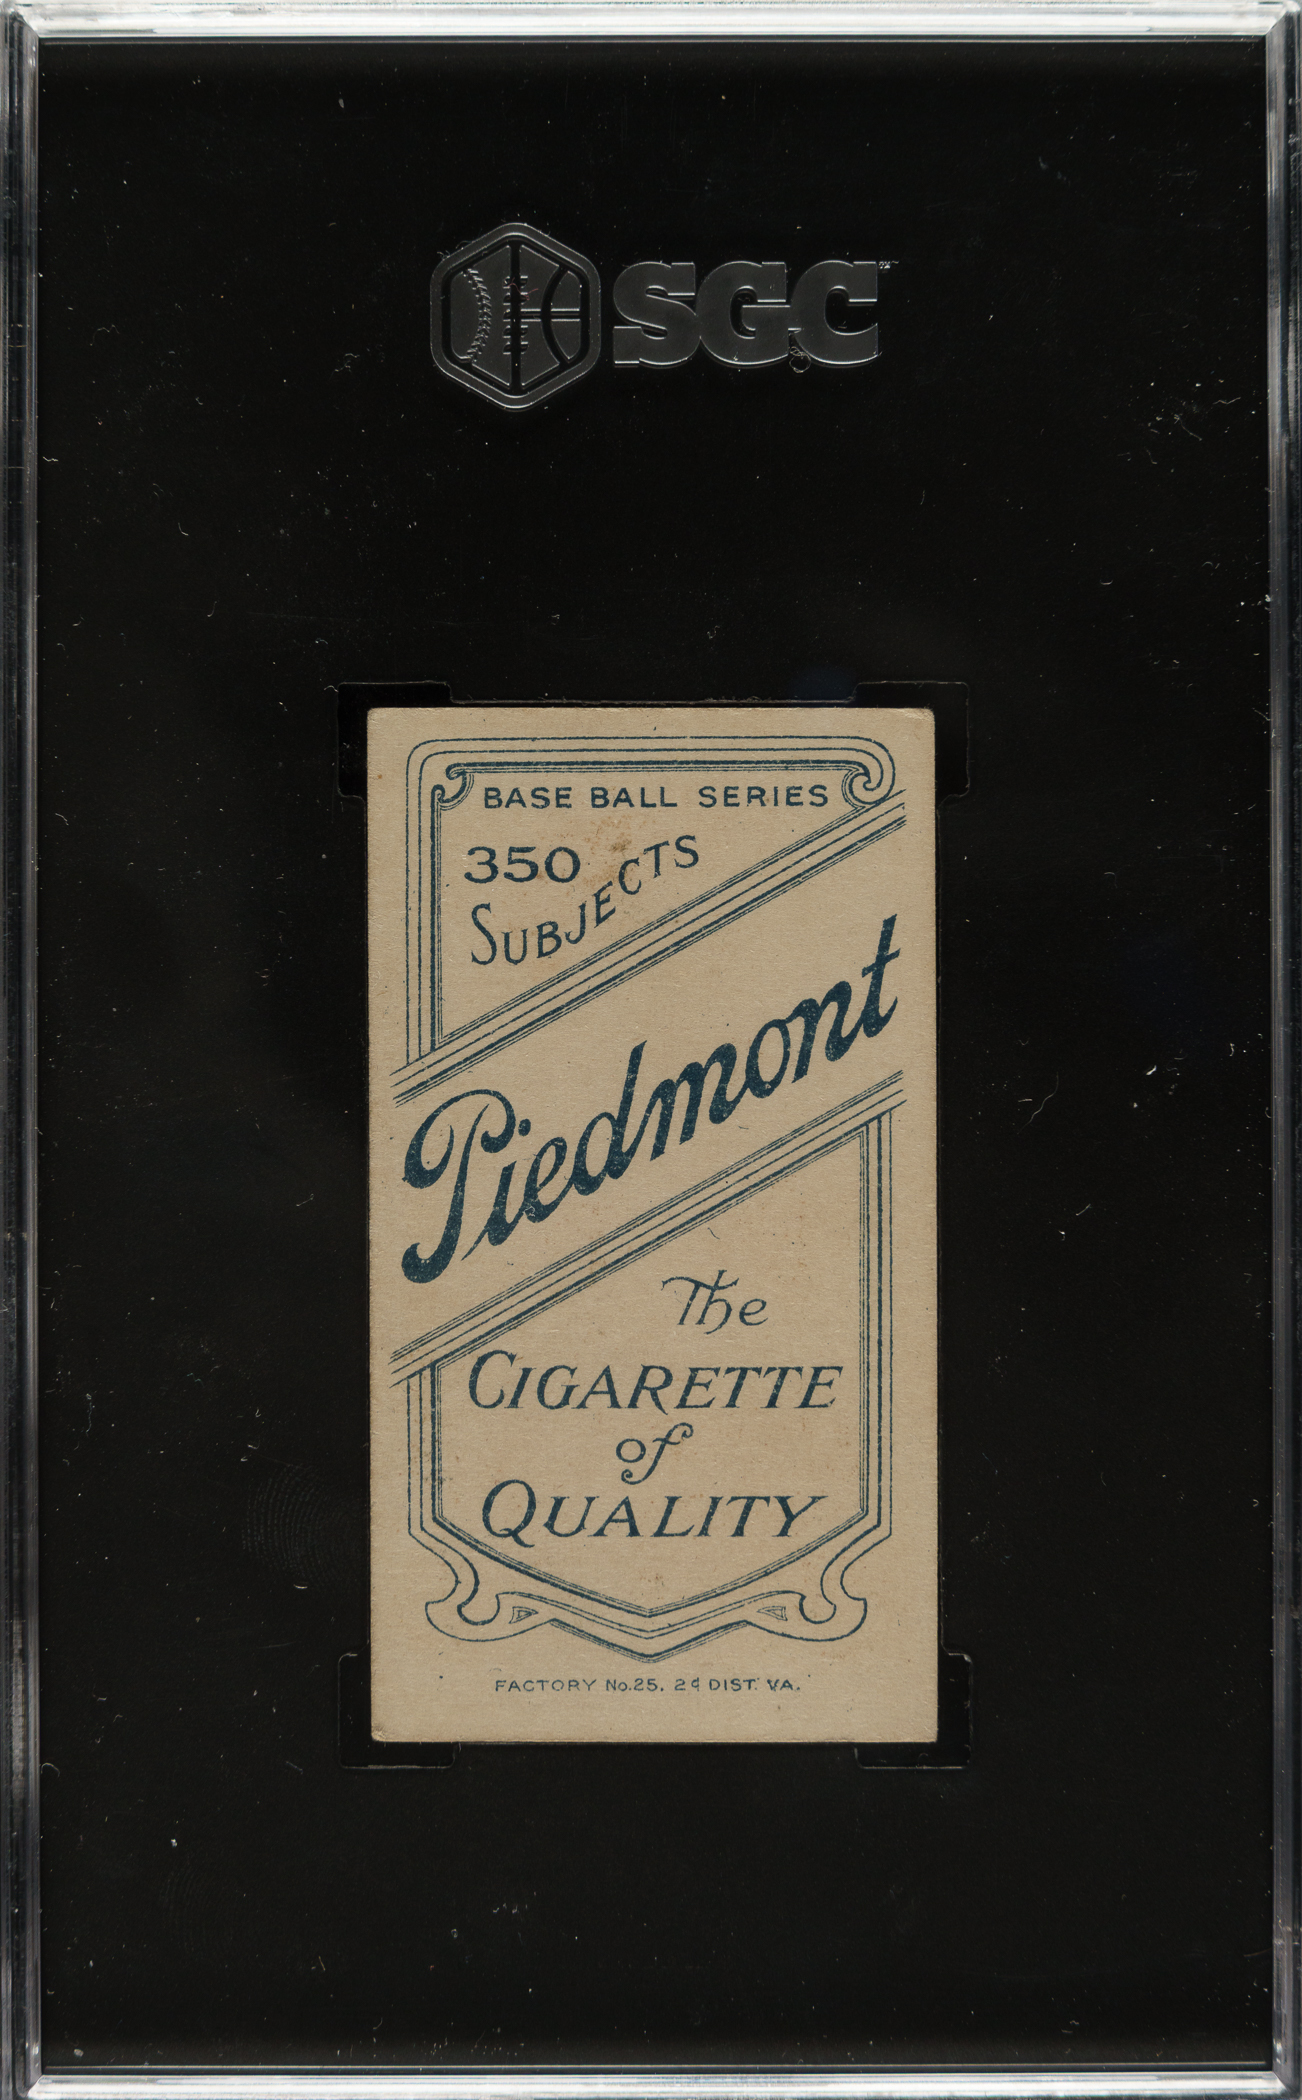 SGC
BASE BALL SERIES
350
SUBJECTS
Piedmont
The
CIGARETTE
of
QUALITY
FACTORY No.25. 2d DIST. VA.